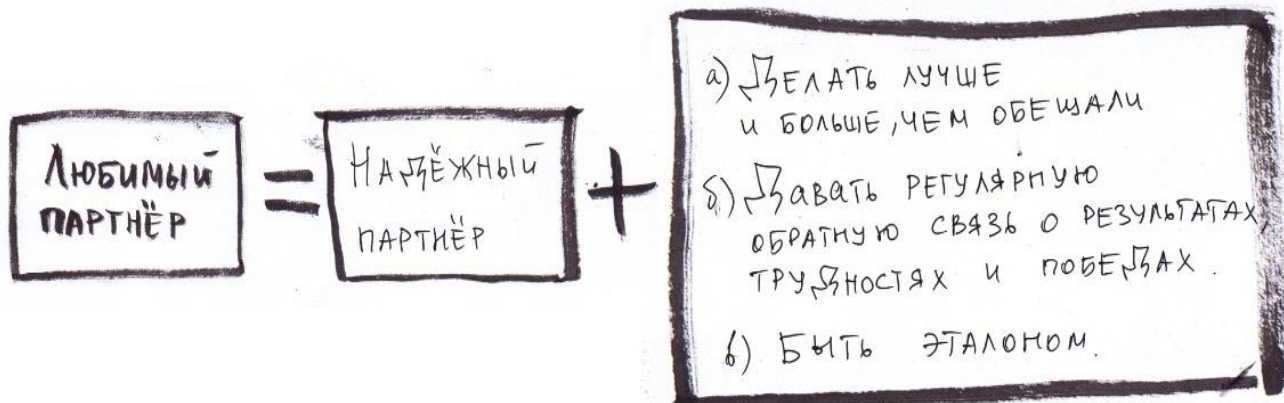 Любимый
партнёр
=
Надёжный
партнёр
+
а) Делать лучше
и больше, чем обещали
б) Давать регулярную
обратную связь о результатах,
трудностях и победах.
в) Быть эталоном.